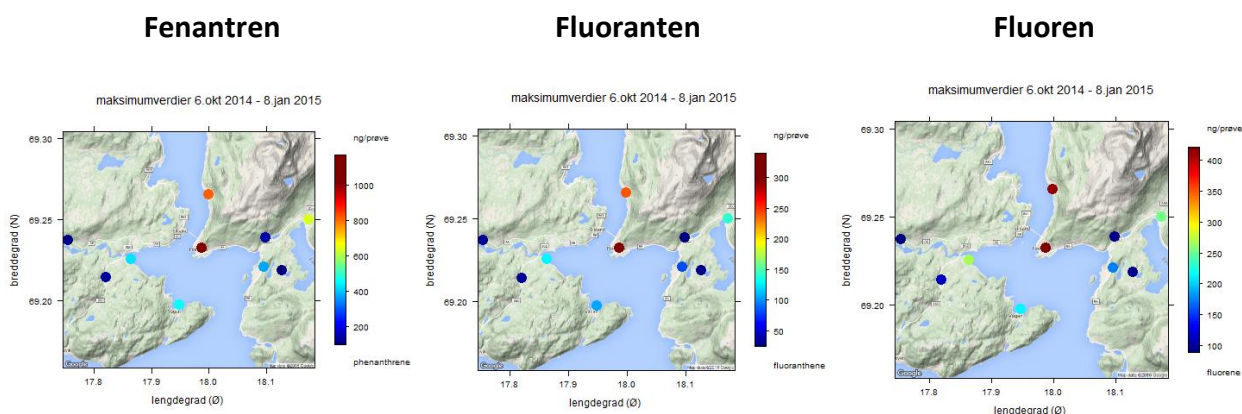 Fenantren
Fluoranten
Fluoren
maksimumverdier 6.okt 2014 - 8.jan 2015
ng/prøve
69.30
69.25
69.20
breddegrad (N)
1000
800
600
400
200
Google
phenanthrene
17.8
17.9
18.0
18.1
lengdegrad (Ø)
maksimumverdier 6.okt 2014 - 8.jan 2015
ng/prøve
69.30
69.25
69.20
breddegrad (N)
300
250
200
150
100
50
Google
fluoranthene
17.8
17.9
18.0
18.1
lengdegrad (Ø)
maksimumverdier 6.okt 2014 - 8.jan 2015
ng/prøve
69.30
69.25
69.20
breddegrad (N)
400
350
300
250
200
150
100
Google
fluorene
17.8
17.9
18.0
18.1
lengdegrad (Ø)